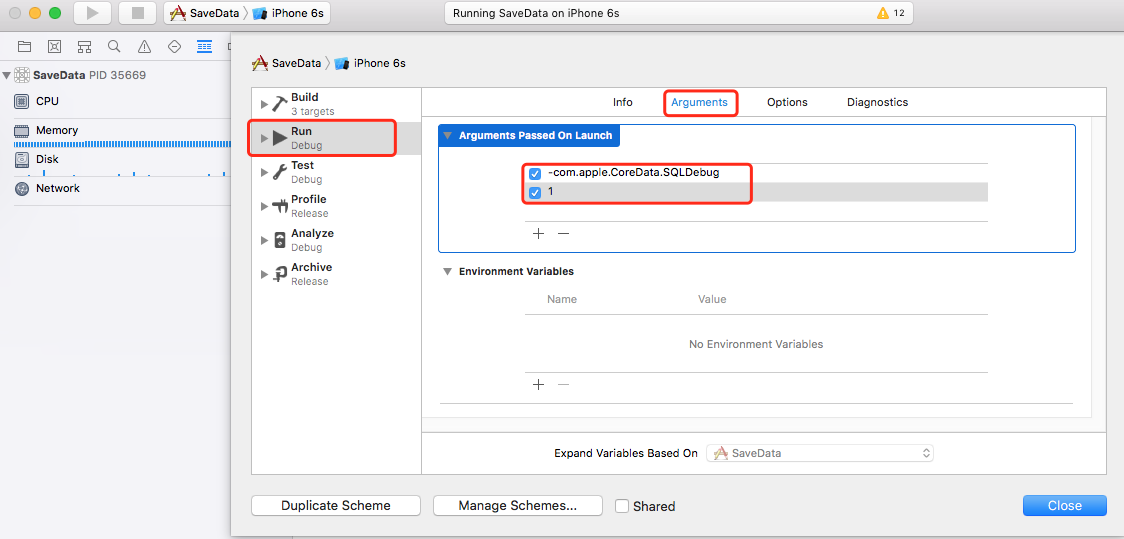 SaveData iPhone 6s
Running SaveData on iPhone 6s
12
SaveData PID 35669
CPU
Memory
Disk
Network
SaveData iPhone 6s
Build
3 targets
Run
Debug
Test
Debug
Profile
Release
Analyze
Debug
Archive
Release
Info Arguments Options Diagnostics
Arguments Passed On Launch
-com.apple.CoreData.SQLDebug
1
Environment Variables
Name Value
No Environment Variables
Expand Variables Based On SaveData
Duplicate Scheme Manage Schemes... Shared Close